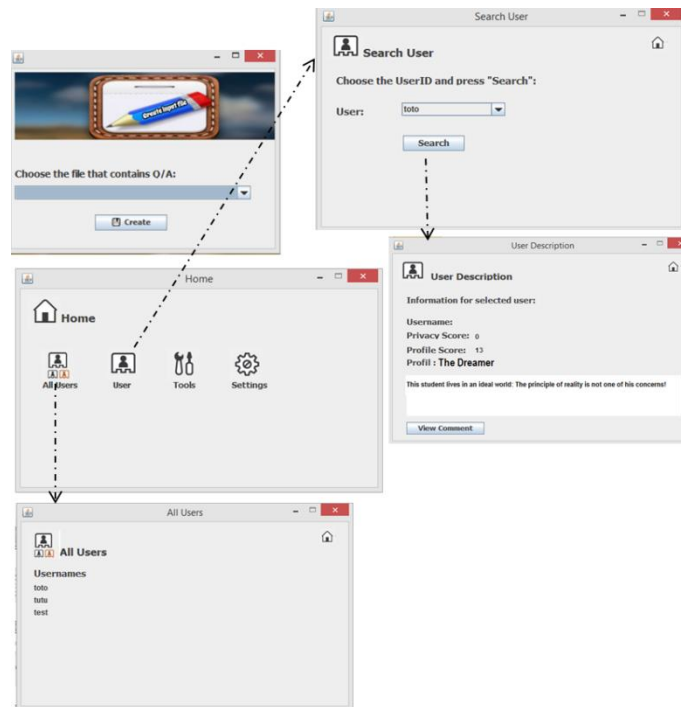 Create input file
Choose the file that contains Q/A:
Create
Search User
Search User
Choose the UserID and press "Search":
User: toto
Search
User Description
User Description
Information for selected user:
Username:
Privacy Score: 0
Profile Score: 13
Profil : The Dreamer
This student lives in an ideal world: The principle of reality is not one of his concerns!
View Comment
Home
Home
All Users User Tools Settings
All Users
All Users
Usernames
toto
tutu
test